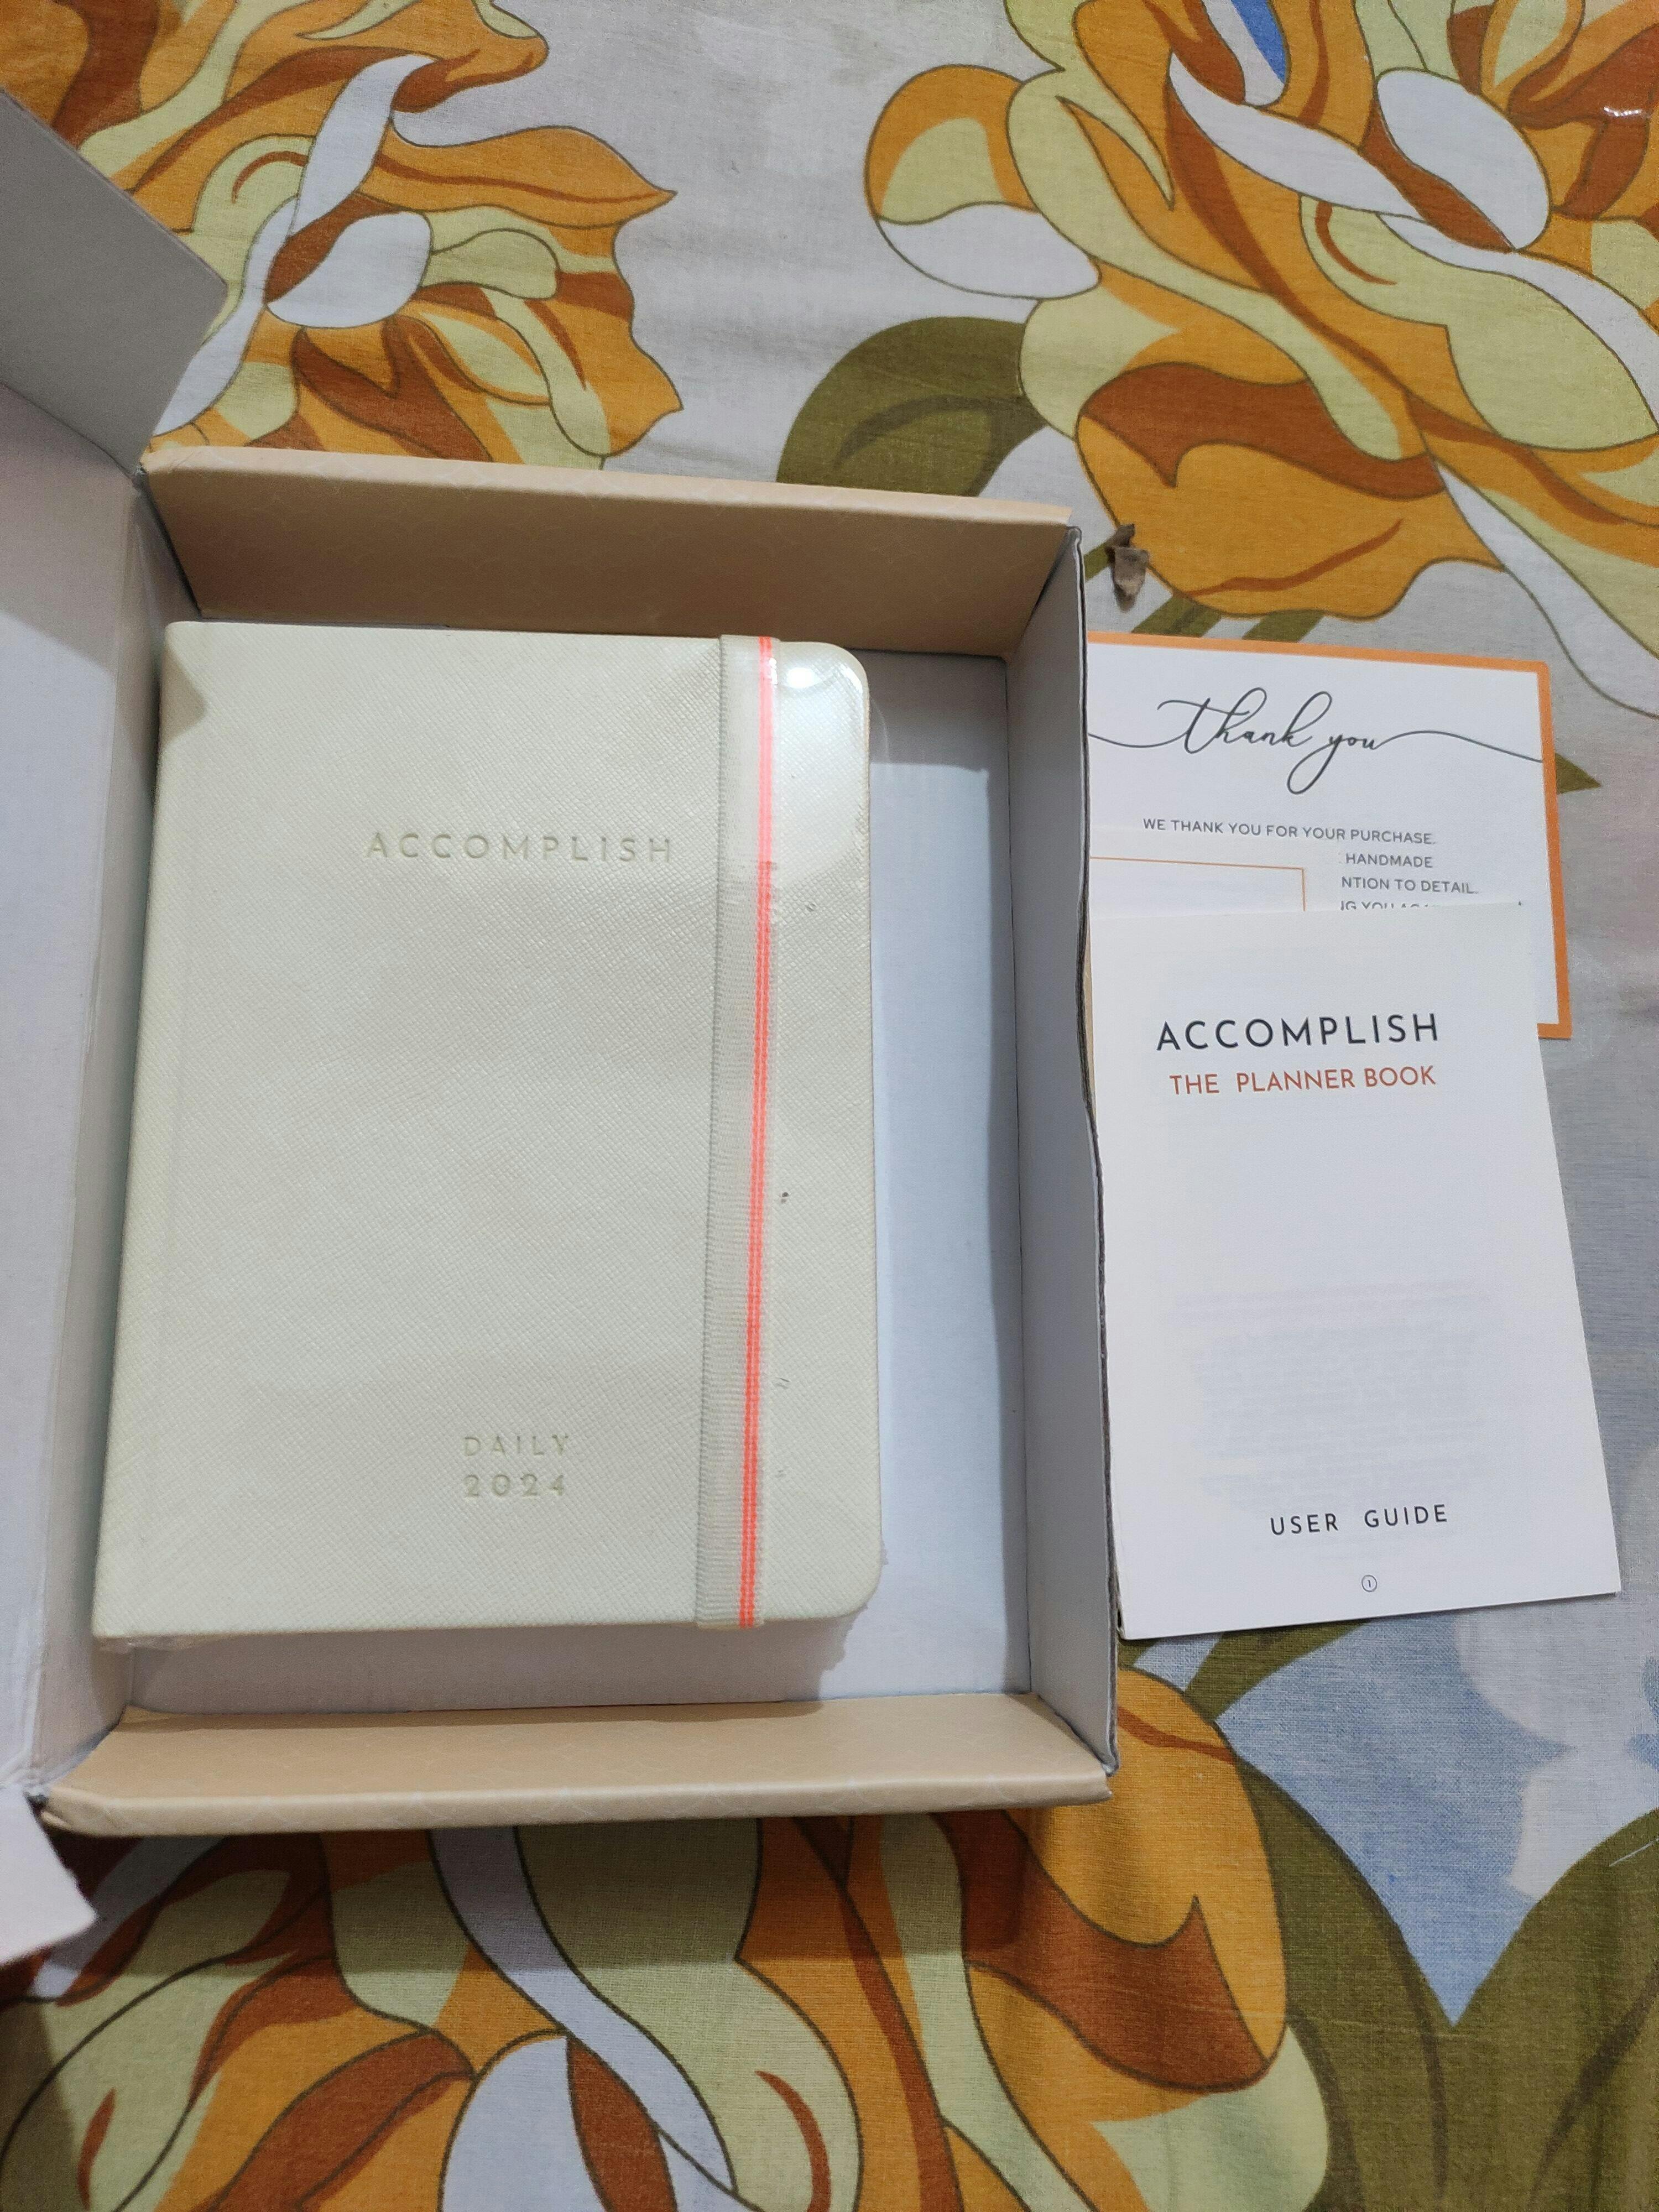 ACCOMPLISH
DAILY
2024
thank you
WE THANK YOU FOR YOUR PURCHASE.
HANDMADE
NTION TO DETAIL.
ACCOMPLISH
THE PLANNER BOOK
USER GUIDE
1